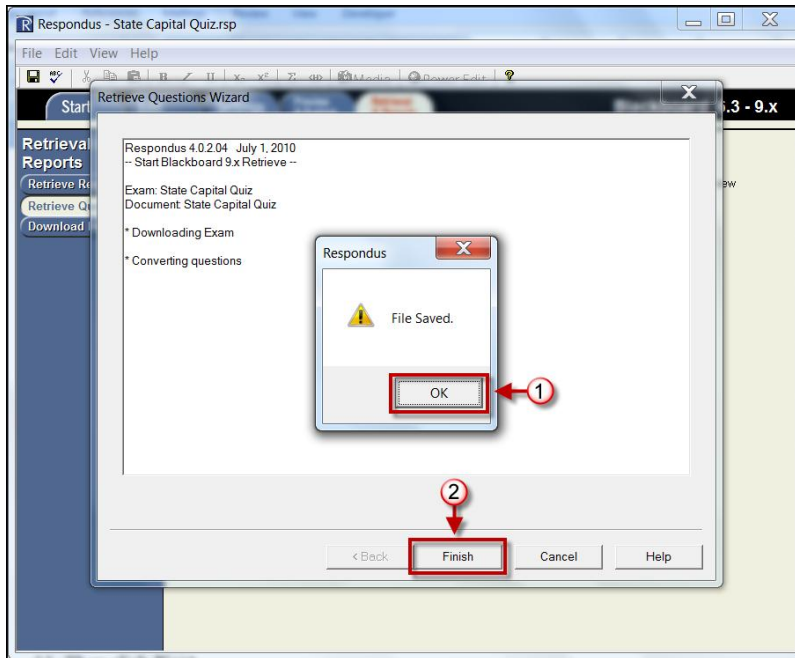 Respondus - State Capital Quiz.rsp
File Edit View Help
Start
Retrieve Questions Wizard
.3 - 9.x
Retrieval
Reports
Retrieve Re
Retrieve Qu
Download
Respondus 4.0.2.04 July 1, 2010
-- Start Blackboard 9.x Retrieve --
Exam: State Capital Quiz
Document: State Capital Quiz
* Downloading Exam
* Converting questions
Respondus
File Saved.
OK
1
2
< Back
Finish
Cancel
Help